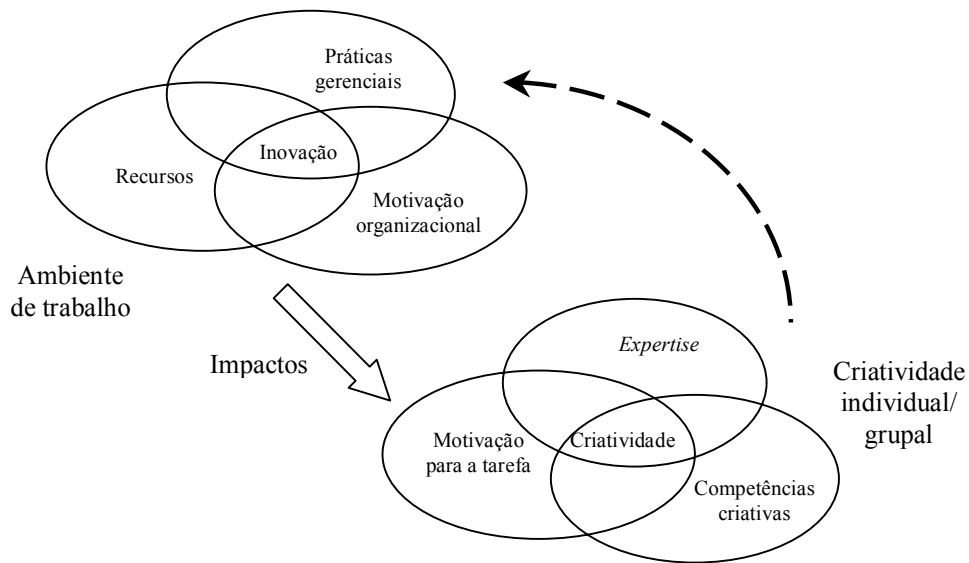 Práticas
gerenciais
Inovação
Recursos
Motivação
organizacional
Ambiente
de trabalho
Impactos
Expertise
Motivação
para a tarefa
Criatividade
Competências
criativas
Criatividade
individual/
grupal